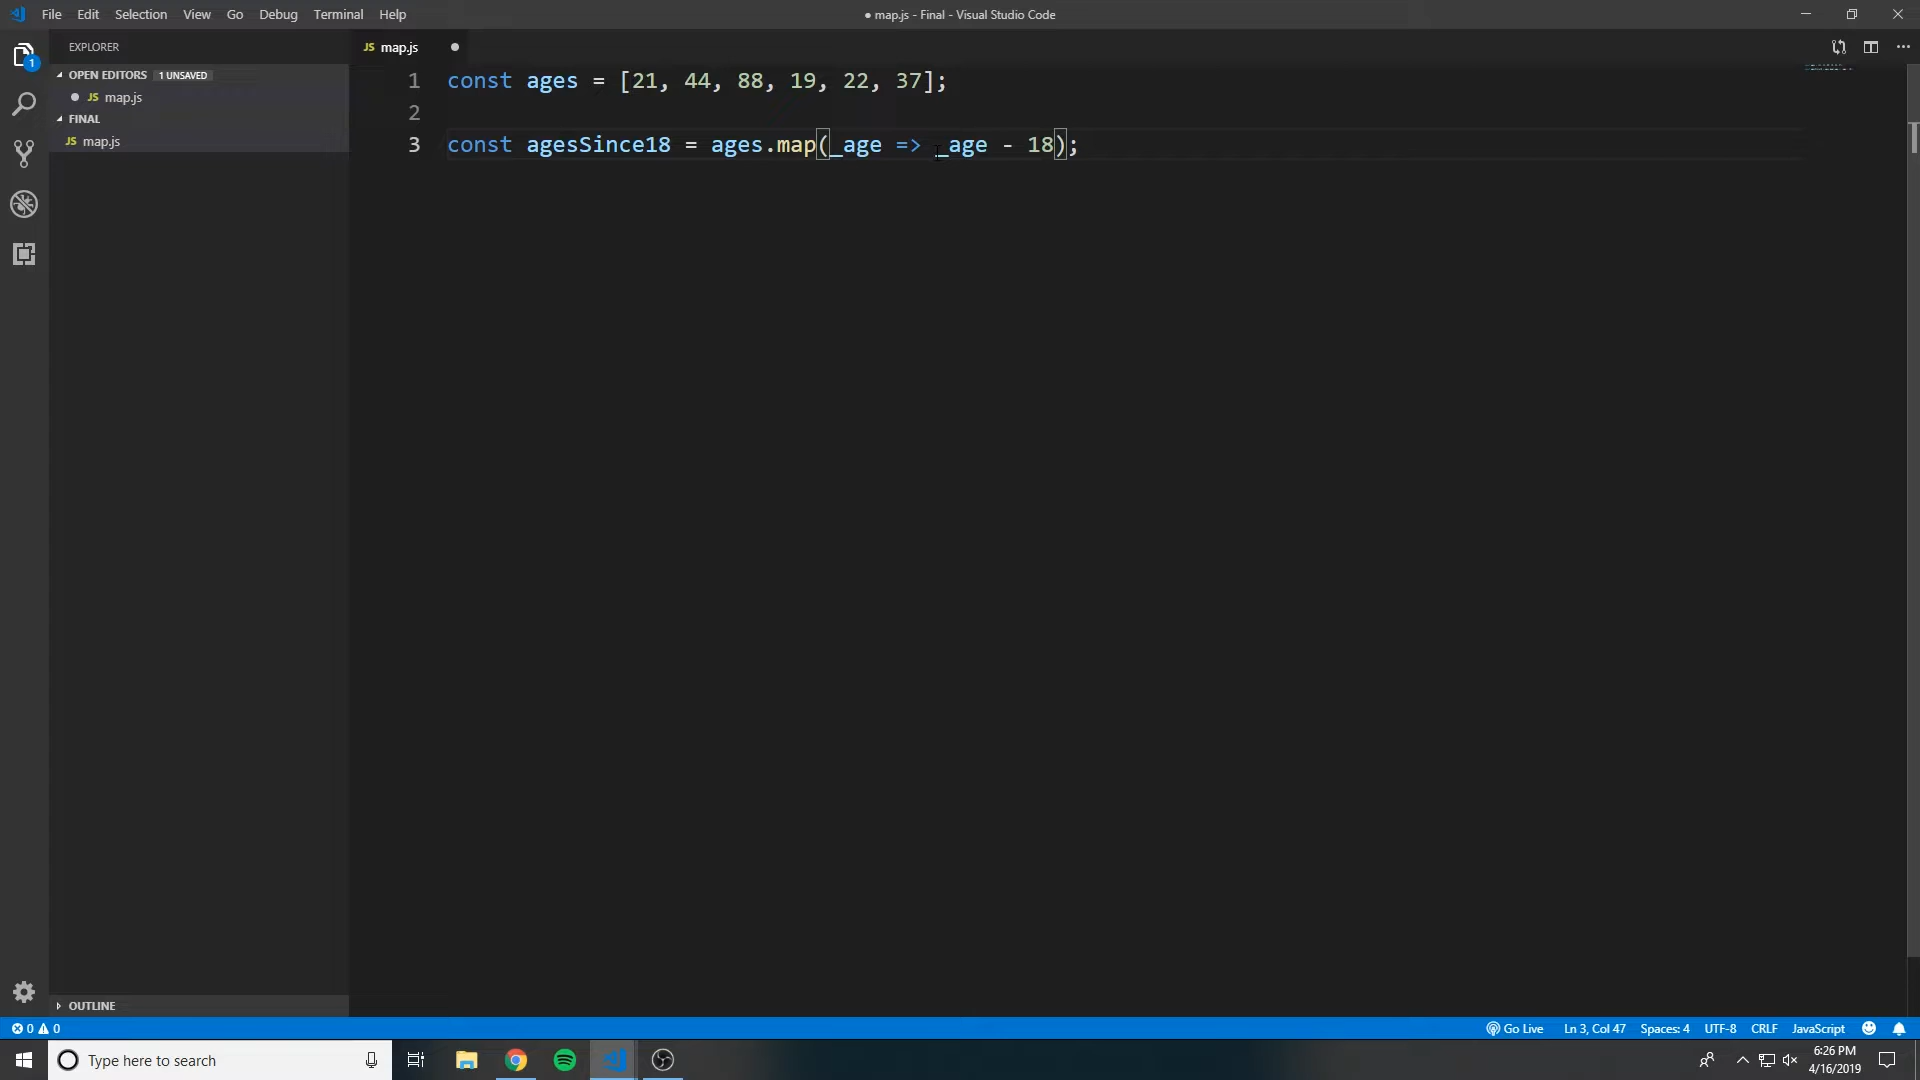 File Edit Selection View Go Debug Terminal Help
● map.js - Final - Visual Studio Code
EXPLORER
OPEN EDITORS 1 UNSAVED
JS map.js
FINAL
JS map.js
OUTLINE
JS map.js
1 const ages = [21, 44, 88, 19, 22, 37];
2
3 const agesSince18 = ages.map(_age => _age - 18);
1
0 0
Go Live Ln 3, Col 47 Spaces: 4 UTF-8 CRLF JavaScript
Type here to search
6:26 PM
4/16/2019